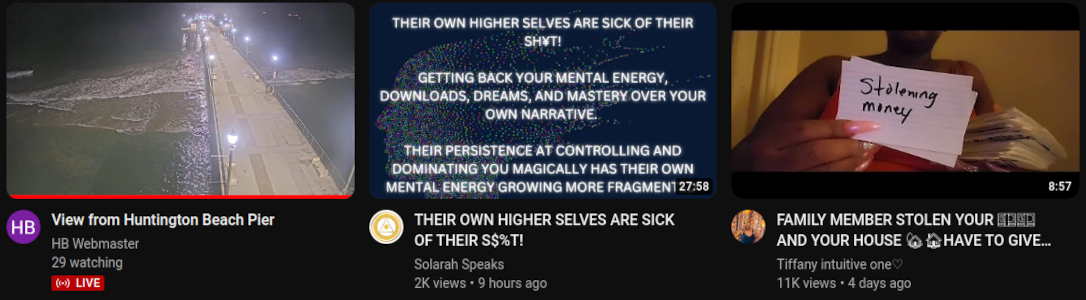 THEIR OWN HIGHER SELVES ARE SICK OF THEIR
SH¥T!
GETTING BACK YOUR MENTAL ENERGY,
DOWNLOADS, DREAMS, AND MASTERY OVER YOUR
OWN NARRATIVE.
THEIR PERSISTENCE AT CONTROLLING AND
DOMINATING YOU MAGICALLY HAS THEIR OWN
MENTAL ENERGY GROWING MORE
27:58
Stolening
money
8:57
HB
View from Huntington Beach Pier
HB Webmaster
29 watching
LIVE
THEIR OWN HIGHER SELVES ARE SICK
OF THEIR S$%T!
Solarah Speaks
2K views • 9 hours ago
FAMILY MEMBER STOLEN YOUR
AND YOUR HOUSE 🏠🏠HAVE TO GIVE…
Tiffany intuitive one♡
11K views • 4 days ago